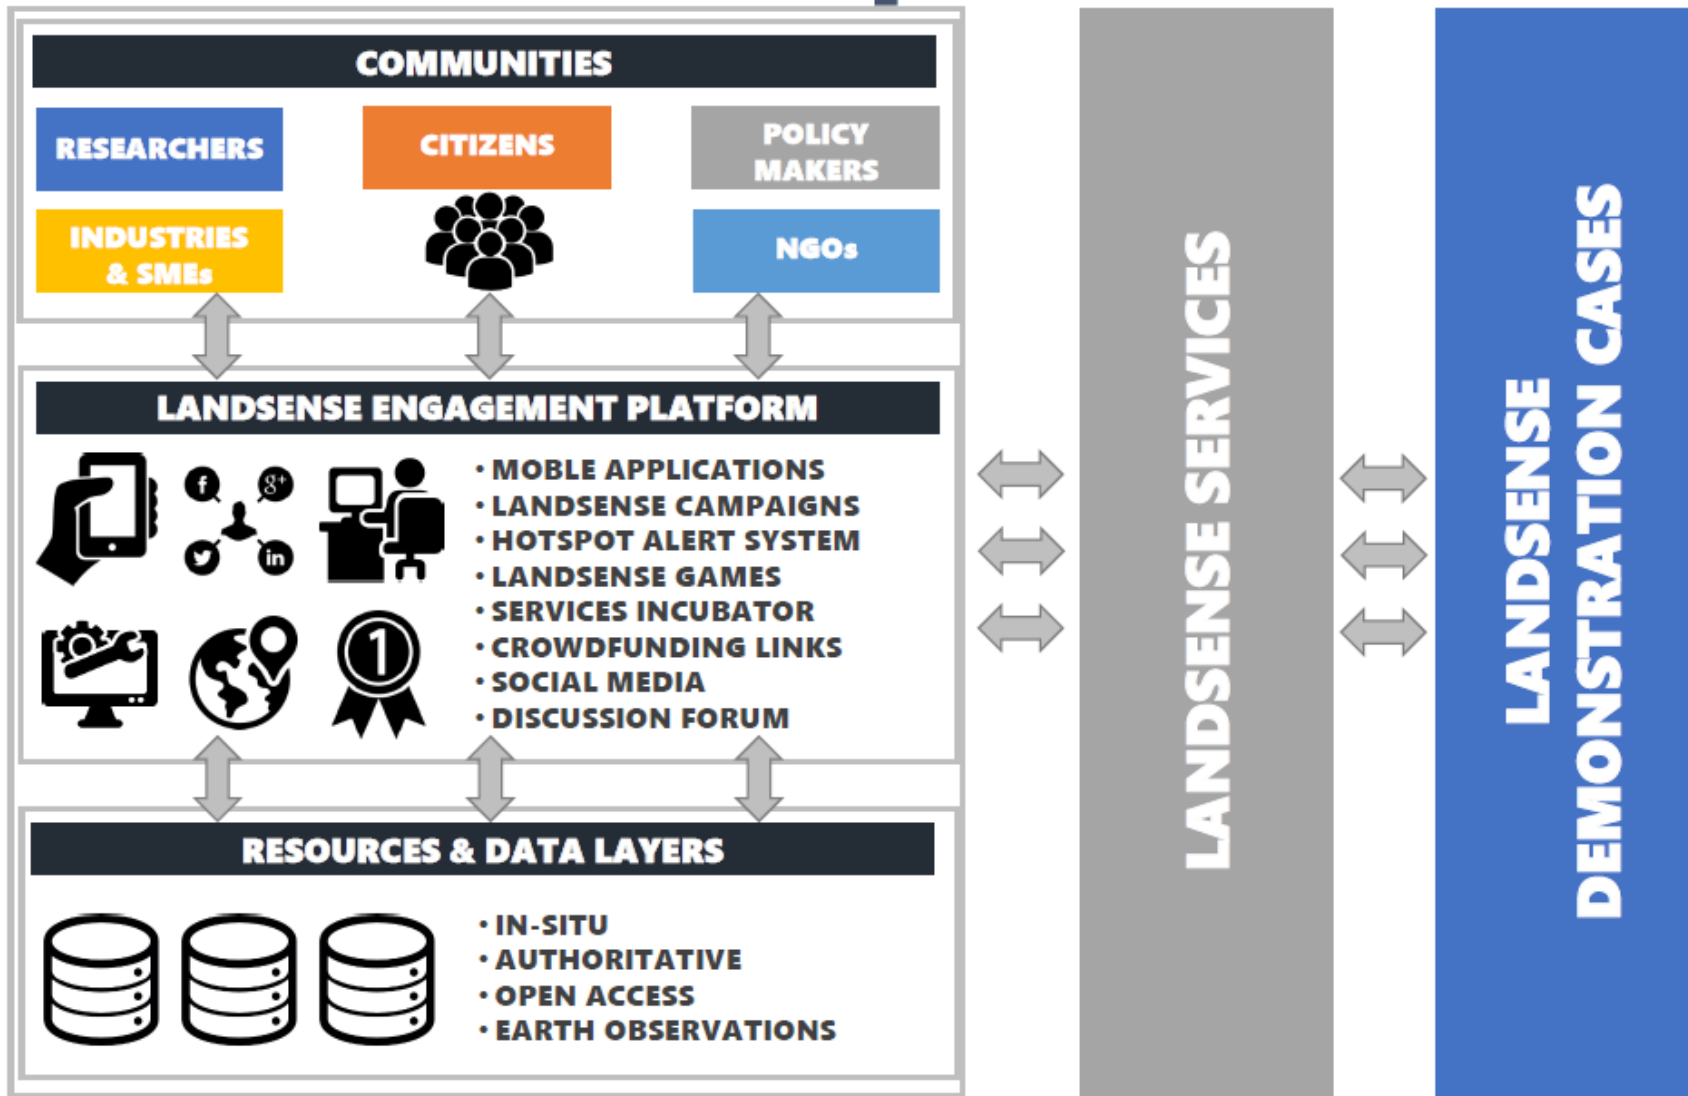 COMMUNITIES
RESEARCHERS
CITIZENS
POLICY
MAKERS
INDUSTRIES
& SMEs
NGOs
LANDSENSE ENGAGEMENT PLATFORM
f
g+
in
1
• MOBLE APPLICATIONS
• LANDSENSE CAMPAIGNS
• HOTSPOT ALERT SYSTEM
• LANDSENSE GAMES
• SERVICES INCUBATOR
• CROWDFUNDING LINKS
• SOCIAL MEDIA
• DISCUSSION FORUM
RESOURCES & DATA LAYERS
• IN-SITU
• AUTHORITATIVE
• OPEN ACCESS
• EARTH OBSERVATIONS
LANDSENSE SERVICES
LANDSENSE
DEMONSTRATION CASES